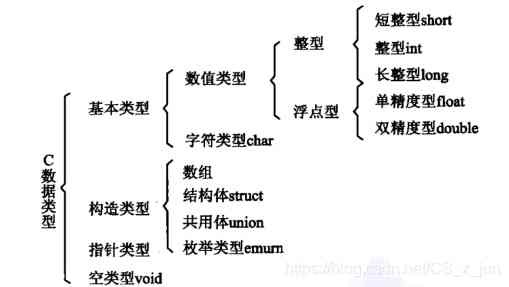 短整型short
整型
整型int
数值类型
长整型long
基本类型
浮点型
单精度型float
双精度型double
字符类型char
C数据类型
数组
结构体struct
构造类型
共用体union
指针类型
枚举类型emurn
空类型void
https://blog.csdn.net/CS_z_jun